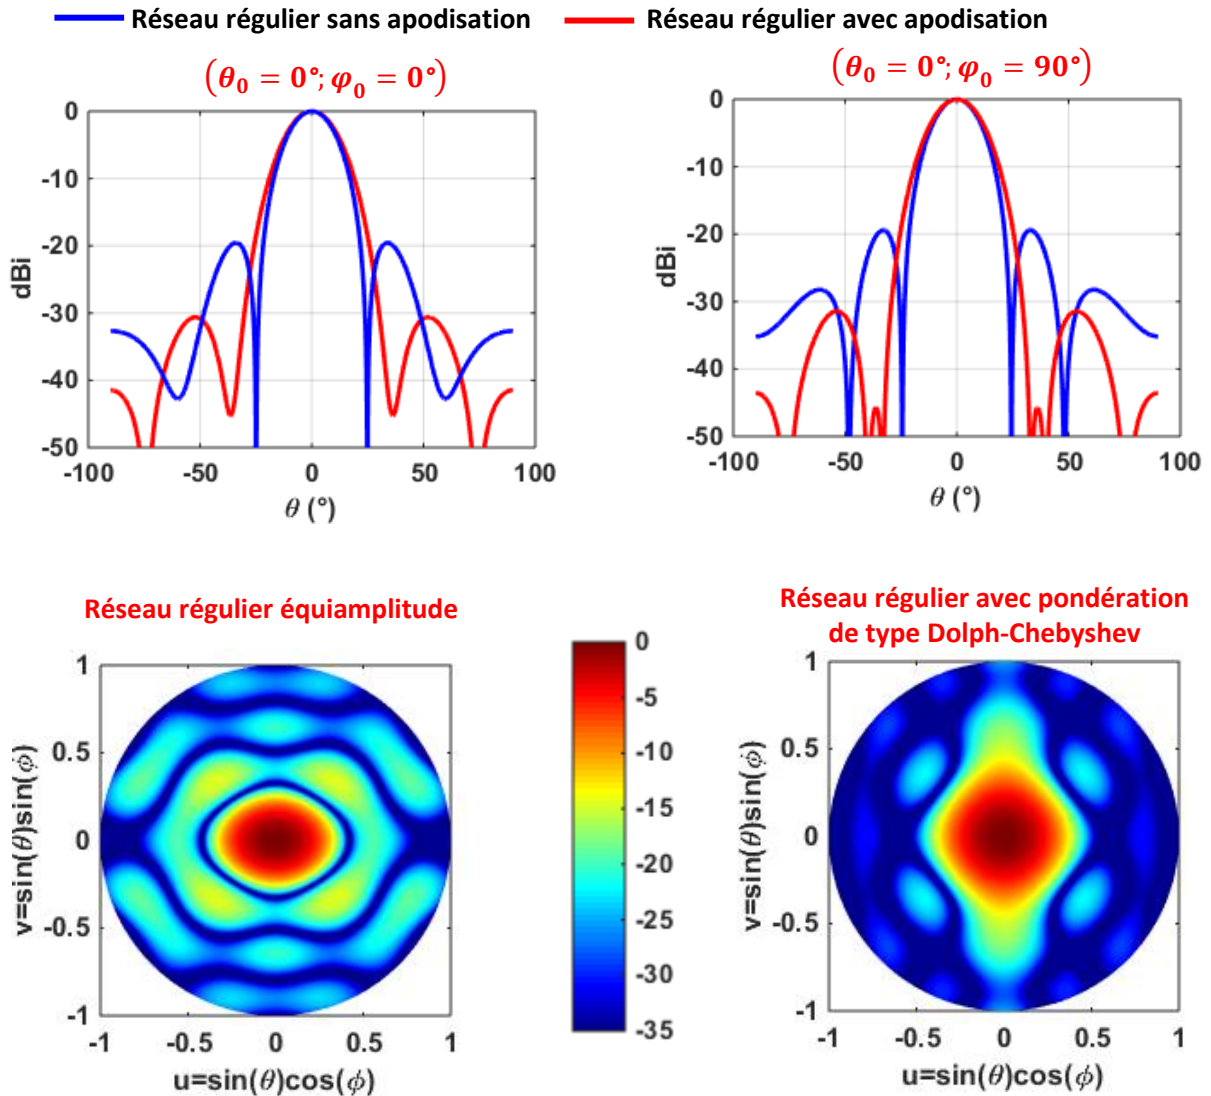 Réseau régulier sans apodisation
Réseau régulier avec apodisation
(θ₀ = 0°; φ₀ = 0°)
(θ₀ = 0°; φ₀ = 90°)
0
-10
-20
-30
-40
-50
dBi
-100 -50 0 50 100
θ (°)
0
-10
-20
-30
-40
-50
dBi
-100 -50 0 50 100
θ (°)
Réseau régulier équiamplitude
Réseau régulier avec pondération
de type Dolph-Chebyshev
1
0.5
0
-0.5
-1
v=sin(θ)sin(ϕ)
-1 -0.5 0 0.5 1
u=sin(θ)cos(ϕ)
0
-5
-10
-15
-20
-25
-30
-35
1
0.5
0
-0.5
-1
v=sin(θ)sin(ϕ)
-1 -0.5 0 0.5 1
u=sin(θ)cos(ϕ)